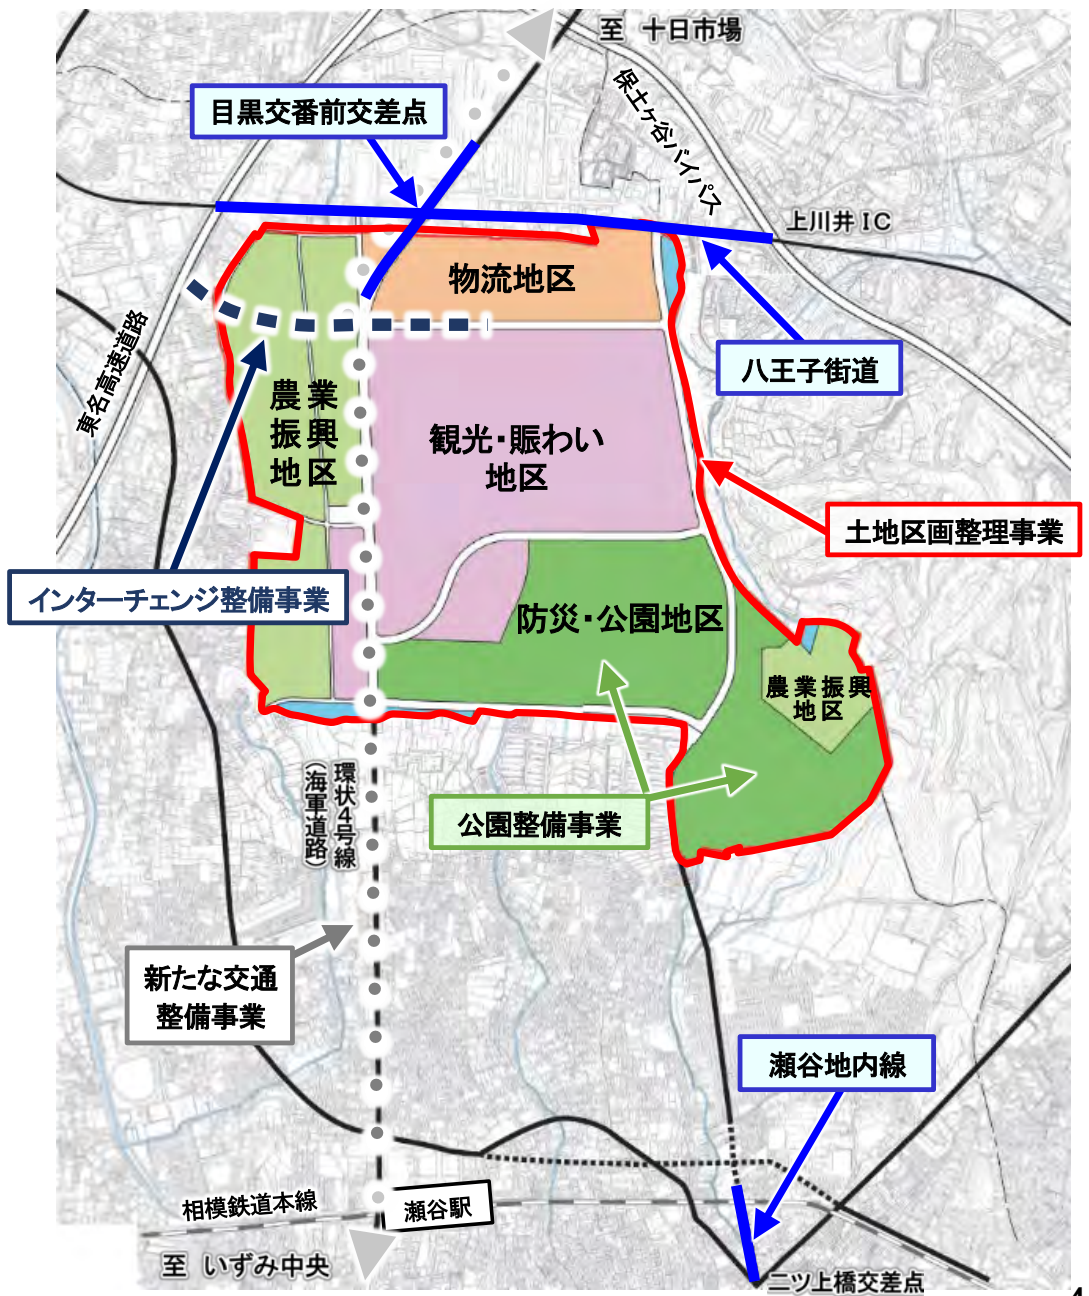 至 十日市場
保土ヶ谷バイパス
目黒交番前交差点
上川井IC
物流地区
東名高速道路
八王子街道
農業
振興
地区
観光・賑わい
地区
土地区画整理事業
インターチェンジ整備事業
防災・公園地区
農業振興
地区
環状4号線
(海軍道路)
公園整備事業
新たな交通
整備事業
瀬谷地内線
相模鉄道本線
瀬谷駅
至 いずみ中央
二ツ上橋交差点